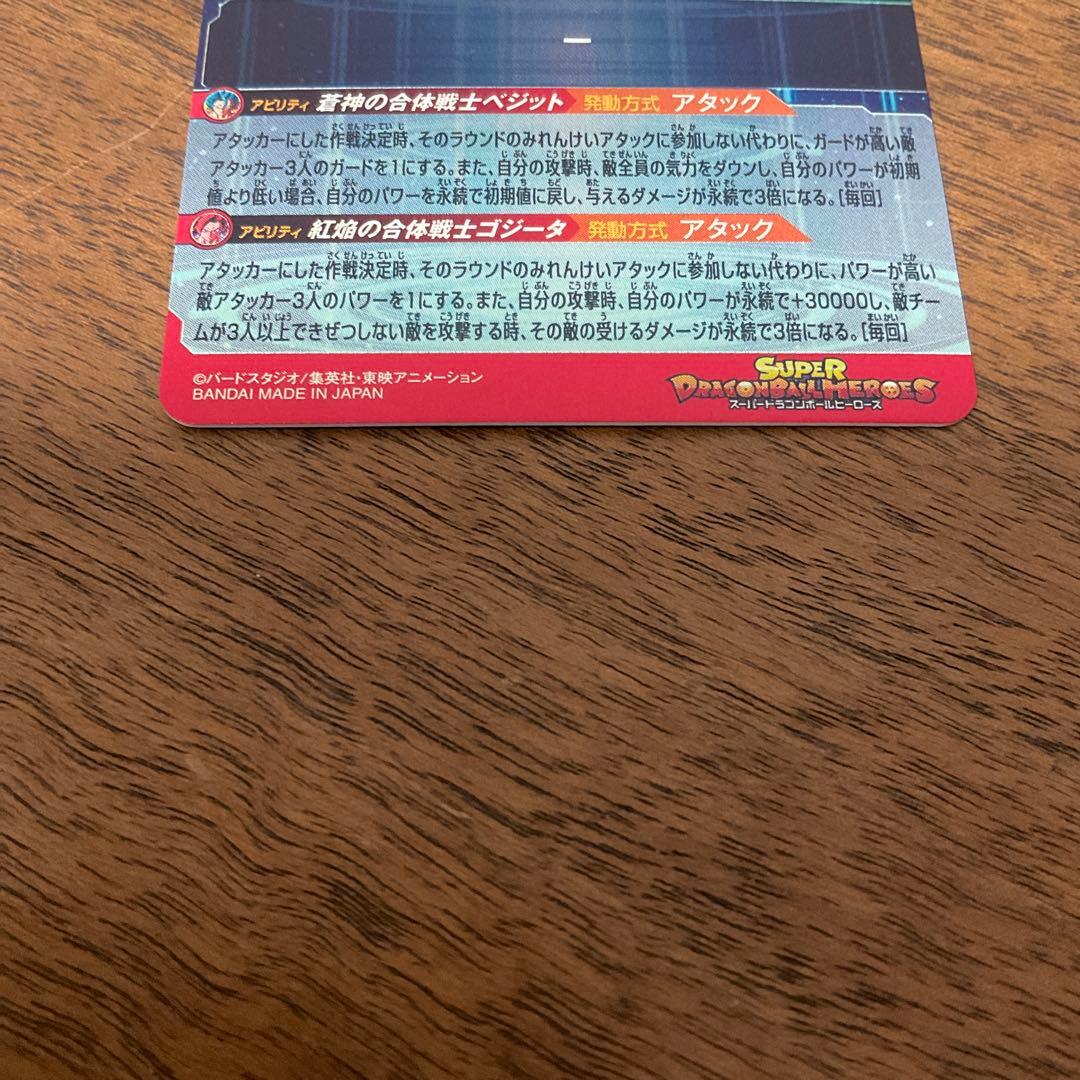 アビリティ 蒼神の合体戦士ベジット 発動方式 アタック
アタッカーにした作戦決定時、そのラウンドのみれんけいアタックに参加しない代わりに、ガードが高い敵
アタッカー3人のガードを1にする。また、自分の攻撃時、敵全員の気力をダウンし、自分のパワーが初期
値より低い場合、自分のパワーを永続で初期値に戻し、与えるダメージが永続で3倍になる。[毎回]
アビリティ 紅焔の合体戦士ゴジータ 発動方式 アタック
アタッカーにした作戦決定時、そのラウンドのみれんけいアタックに参加しない代わりに、パワーが高い
敵アタッカー3人のパワーを1にする。また、自分の攻撃時、自分のパワーが永続で+30000し、敵チー
ムが3人以上できぜつしない敵を攻撃する時、その敵の受けるダメージが永続で3倍になる。[毎回]
©バードスタジオ/集英社・東映アニメーション
BANDAI MADE IN JAPAN
SUPER
DRAGONBALL HEROES
スーパードラゴンボールヒーローズ